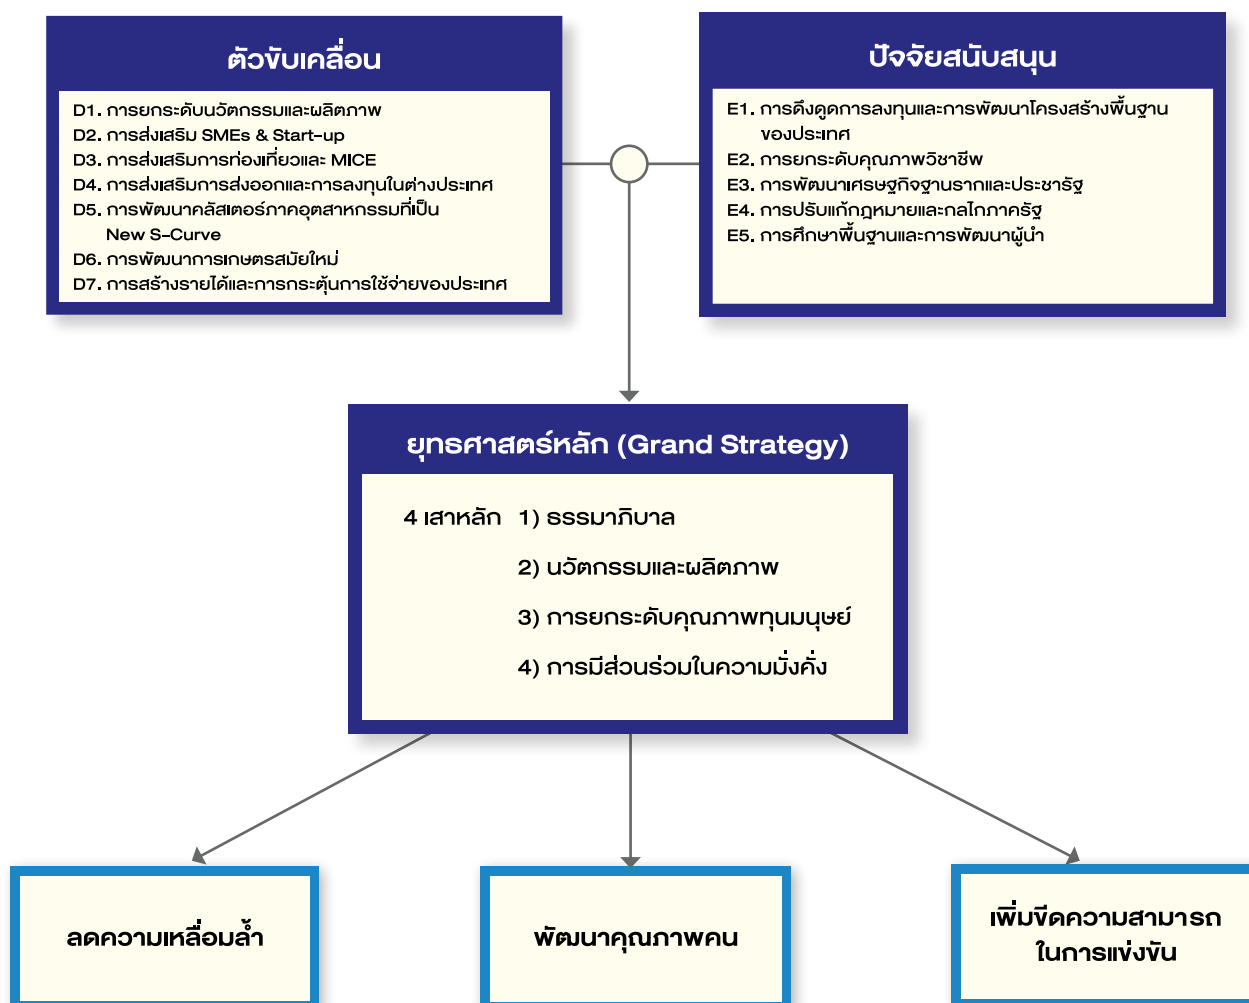 ตัวขับเคลื่อน
D1. การยกระดับนวัตกรรมและผลิตภาพ
D2. การส่งเสริม SMEs & Start-up
D3. การส่งเสริมการท่องเที่ยวและ MICE
D4. การส่งเสริมการส่งออกและการลงทุนในต่างประเทศ
D5. การพัฒนาคลัสเตอร์ภาคอุตสาหกรรมที่เป็น
New S-Curve
D6. การพัฒนาการเกษตรสมัยใหม่
D7. การสร้างรายได้และการกระตุ้นการใช้จ่ายของประเทศ
ปัจจัยสนับสนุน
E1. การดึงดูดการลงทุนและการพัฒนาโครงสร้างพื้นฐาน
ของประเทศ
E2. การยกระดับคุณภาพวิชาชีพ
E3. การพัฒนาเศรษฐกิจฐานรากและประชารัฐ
E4. การปรับแก้กฎหมายและกลไกภาครัฐ
E5. การศึกษาพื้นฐานและการพัฒนาผู้นำ
ยุทธศาสตร์หลัก (Grand Strategy)
4 เสาหลัก 1) ธรรมาภิบาล
2) นวัตกรรมและผลิตภาพ
3) การยกระดับคุณภาพทุนมนุษย์
4) การมีส่วนร่วมในความมั่งคั่ง
ลดความเหลื่อมล้ำ
พัฒนาคุณภาพคน
เพิ่มขีดความสามารถ
ในการแข่งขัน